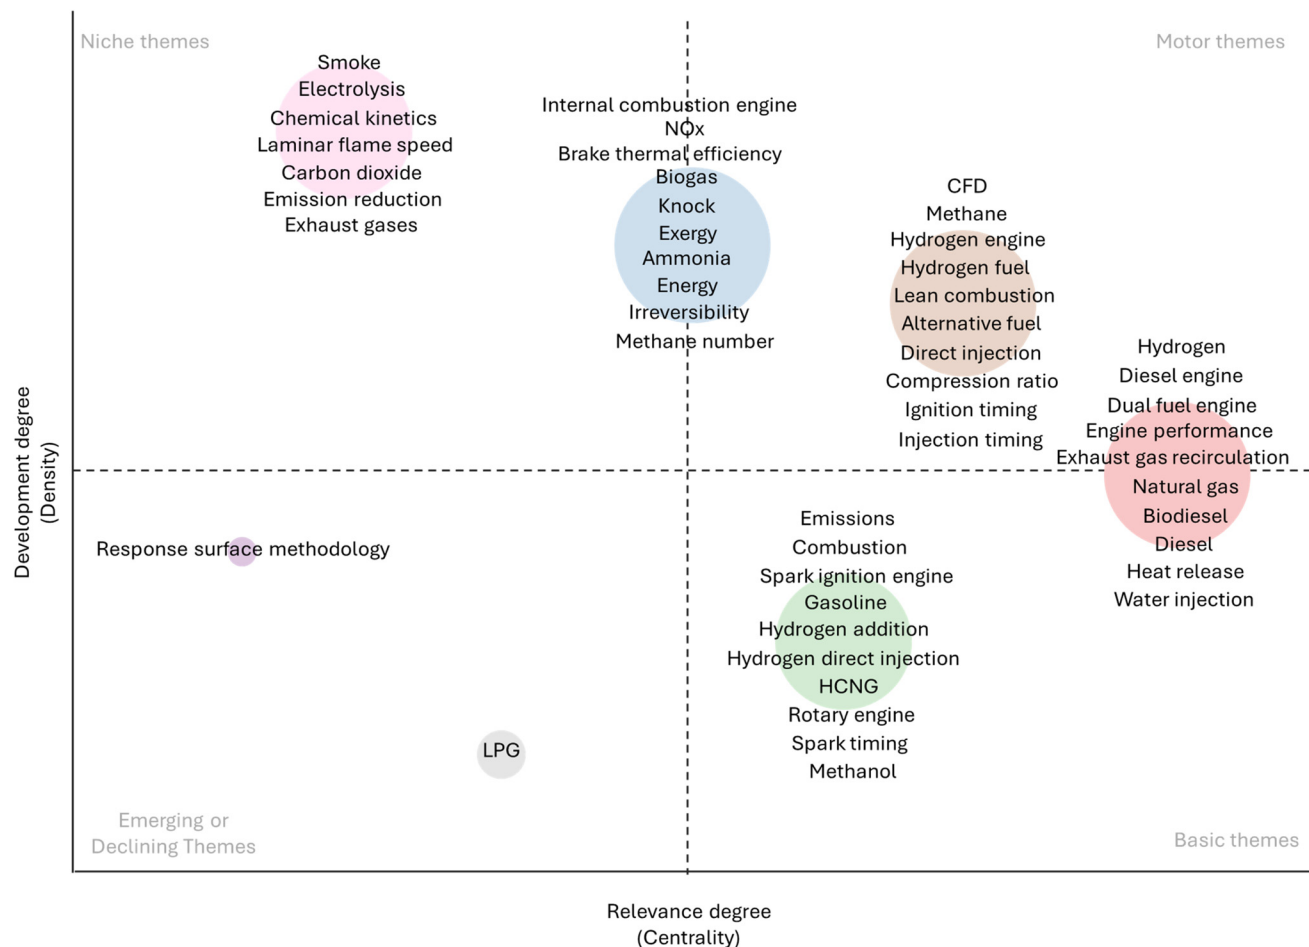 Niche themes
Motor themes
Smoke
Electrolysis
Chemical kinetics
Laminar flame speed
Carbon dioxide
Emission reduction
Exhaust gases
Internal combustion engine
NOx
Brake thermal efficiency
Biogas
Knock
Exergy
Ammonia
Energy
Irreversibility
Methane number
CFD
Methane
Hydrogen engine
Hydrogen fuel
Lean combustion
Alternative fuel
Direct injection
Compression ratio
Ignition timing
Injection timing
Hydrogen
Diesel engine
Dual fuel engine
Engine performance
Exhaust gas recirculation
Natural gas
Biodiesel
Diesel
Heat release
Water injection
Development degree
(Density)
Response surface methodology
LPG
Emissions
Combustion
Spark ignition engine
Gasoline
Hydrogen addition
Hydrogen direct injection
HCNG
Rotary engine
Spark timing
Methanol
Emerging or
Declining Themes
Basic themes
Relevance degree
(Centrality)